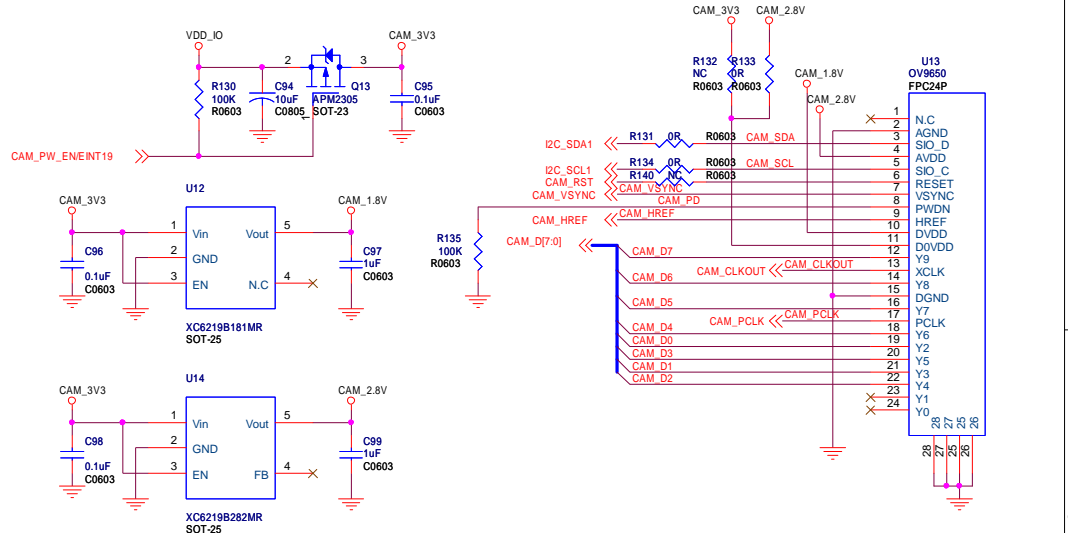 VDD_IO
CAM_3V3
2
3
R130
100K
R0603
C94
10uF
C0805
Q13
APM2305
SOT-23
1
C95
0.1uF
C0603
CAM_PW_EN/EINT19
U12
CAM_3V3
CAM_1.8V
1
Vin
Vout
5
2
GND
3
EN
N.C
4
C96
0.1uF
C0603
C97
1uF
C0603
XC6219B181MR
SOT-25
U14
CAM_3V3
CAM_2.8V
1
Vin
Vout
5
2
GND
3
EN
FB
4
C98
0.1uF
C0603
C99
1uF
C0603
XC6219B282MR
SOT-25
CAM_3V3
CAM_2.8V
R132
NC
R0603
R133
0R
R0603
CAM_1.8V
CAM_2.8V
U13
OV9650
FPC24P
I2C_SDA1
R131
0R
R0603
CAM_SDA
I2C_SCL1
R134
0R
R0603
CAM_SCL
CAM_RST
R140
NC
R0603
CAM_VSYNC
CAM_VSYNC
CAM_PD
CAM_HREF
CAM_HREF
R135
100K
R0603
CAM_D[7:0]
CAM_D7
CAM_CLKOUT
CAM_CLKOUT
CAM_D6
CAM_D5
CAM_PCLK
CAM_PCLK
CAM_D4
CAM_D0
CAM_D3
CAM_D1
CAM_D2
1 N.C
2 AGND
3 SIO_D
4 AVDD
5 SIO_C
6 RESET
7 VSYNC
8 PWDN
9 HREF
10 DVDD
11 D0VDD
12 Y9
13 XCLK
14 Y8
15 DGND
16 Y7
17 PCLK
18 Y6
19 Y2
20 Y5
21 Y3
22 Y4
23 Y1
24 Y0
28 27 25 26
28 27 25 26